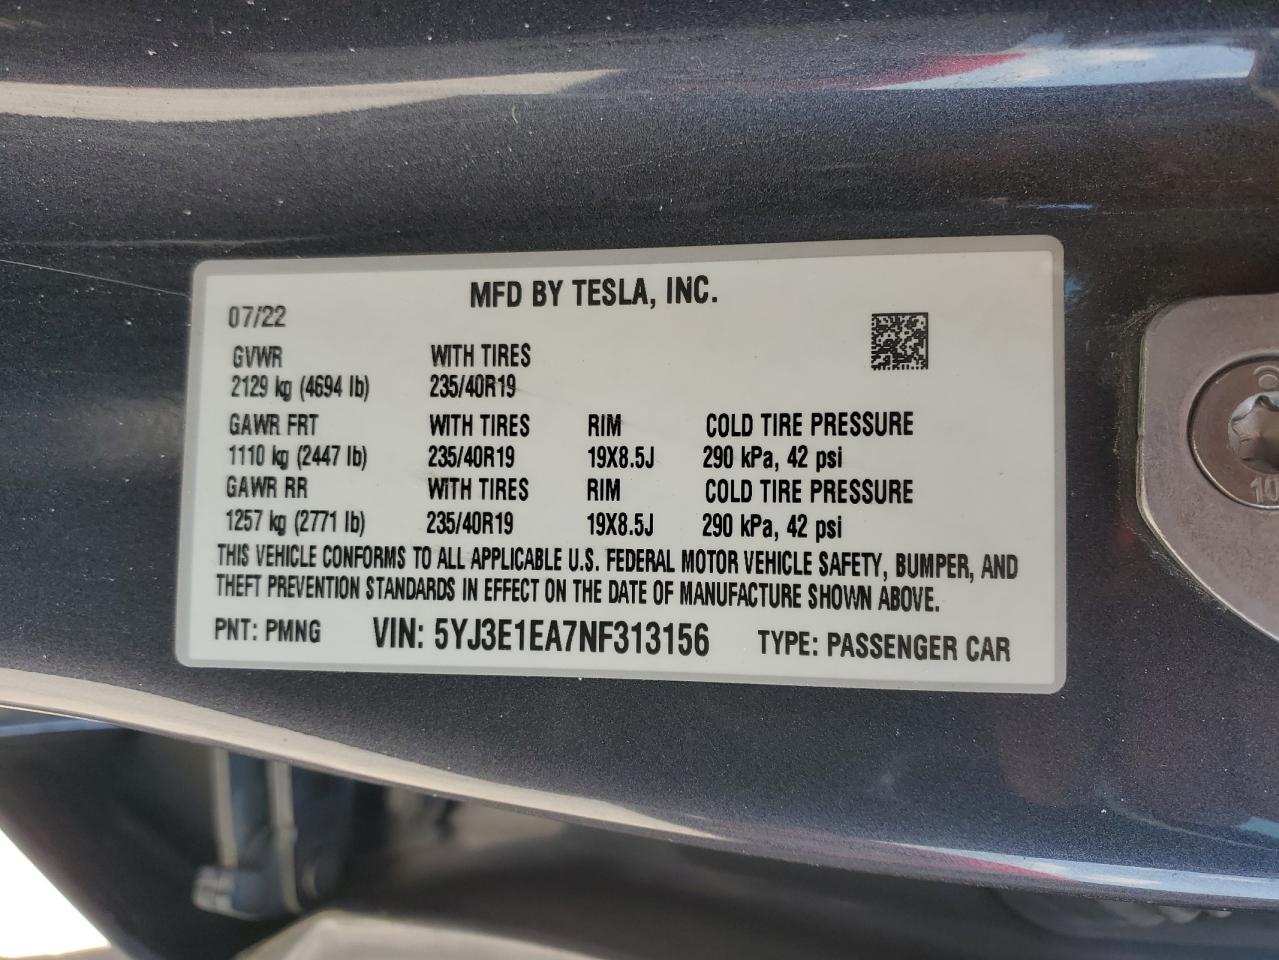 MFD BY TESLA, INC.
07/22
GVWR WITH TIRES
2129 kg (4694 lb) 235/40R19
GAWR FRT WITH TIRES RIM COLD TIRE PRESSURE
1110 kg (2447 lb) 235/40R19 19X8.5J 290 kPa, 42 psi
GAWR RR WITH TIRES RIM COLD TIRE PRESSURE
1257 kg (2771 lb) 235/40R19 19X8.5J 290 kPa, 42 psi
THIS VEHICLE CONFORMS TO ALL APPLICABLE U.S. FEDERAL MOTOR VEHICLE SAFETY, BUMPER, AND
THEFT PREVENTION STANDARDS IN EFFECT ON THE DATE OF MANUFACTURE SHOWN ABOVE.
PNT: PMNG VIN: 5YJ3E1EA7NF313156 TYPE: PASSENGER CAR